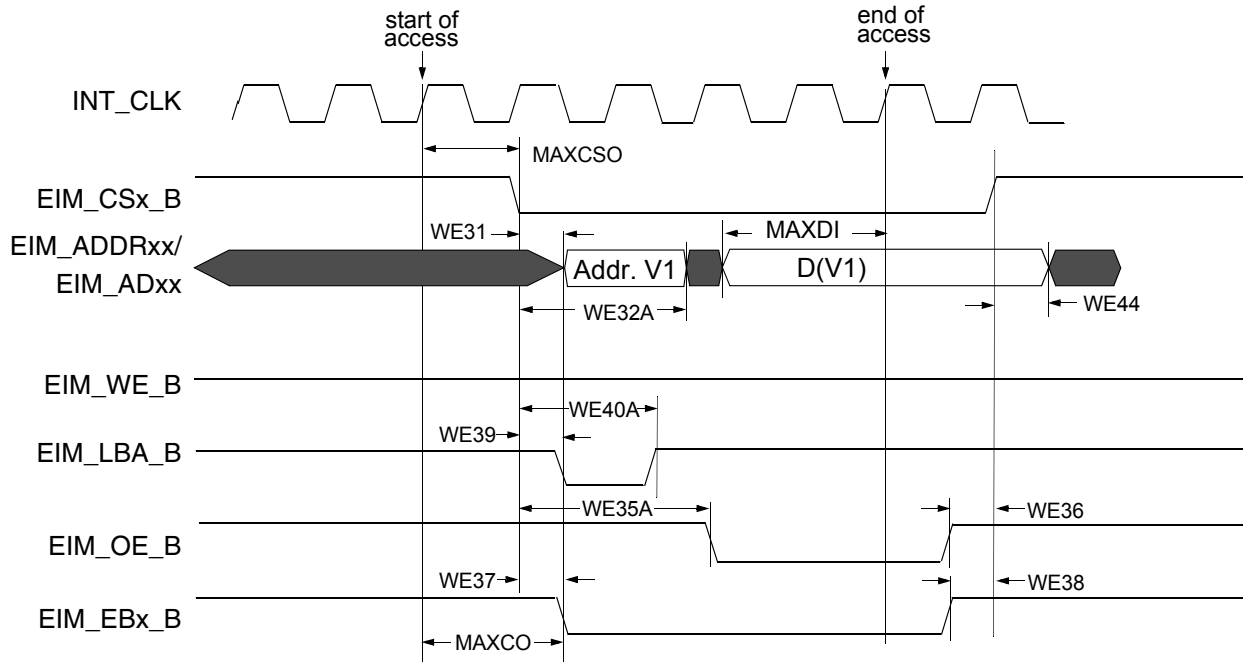 start of
access
end of
access
INT_CLK
MAXCSO
EIM_CSx_B
WE31
MAXDI
EIM_ADDRxx/
EIM_ADxx
Addr. V1
D(V1)
WE32A
WE44
EIM_WE_B
WE40A
WE39
EIM_LBA_B
WE35A
WE36
EIM_OE_B
WE37
WE38
EIM_EBx_B
MAXCO